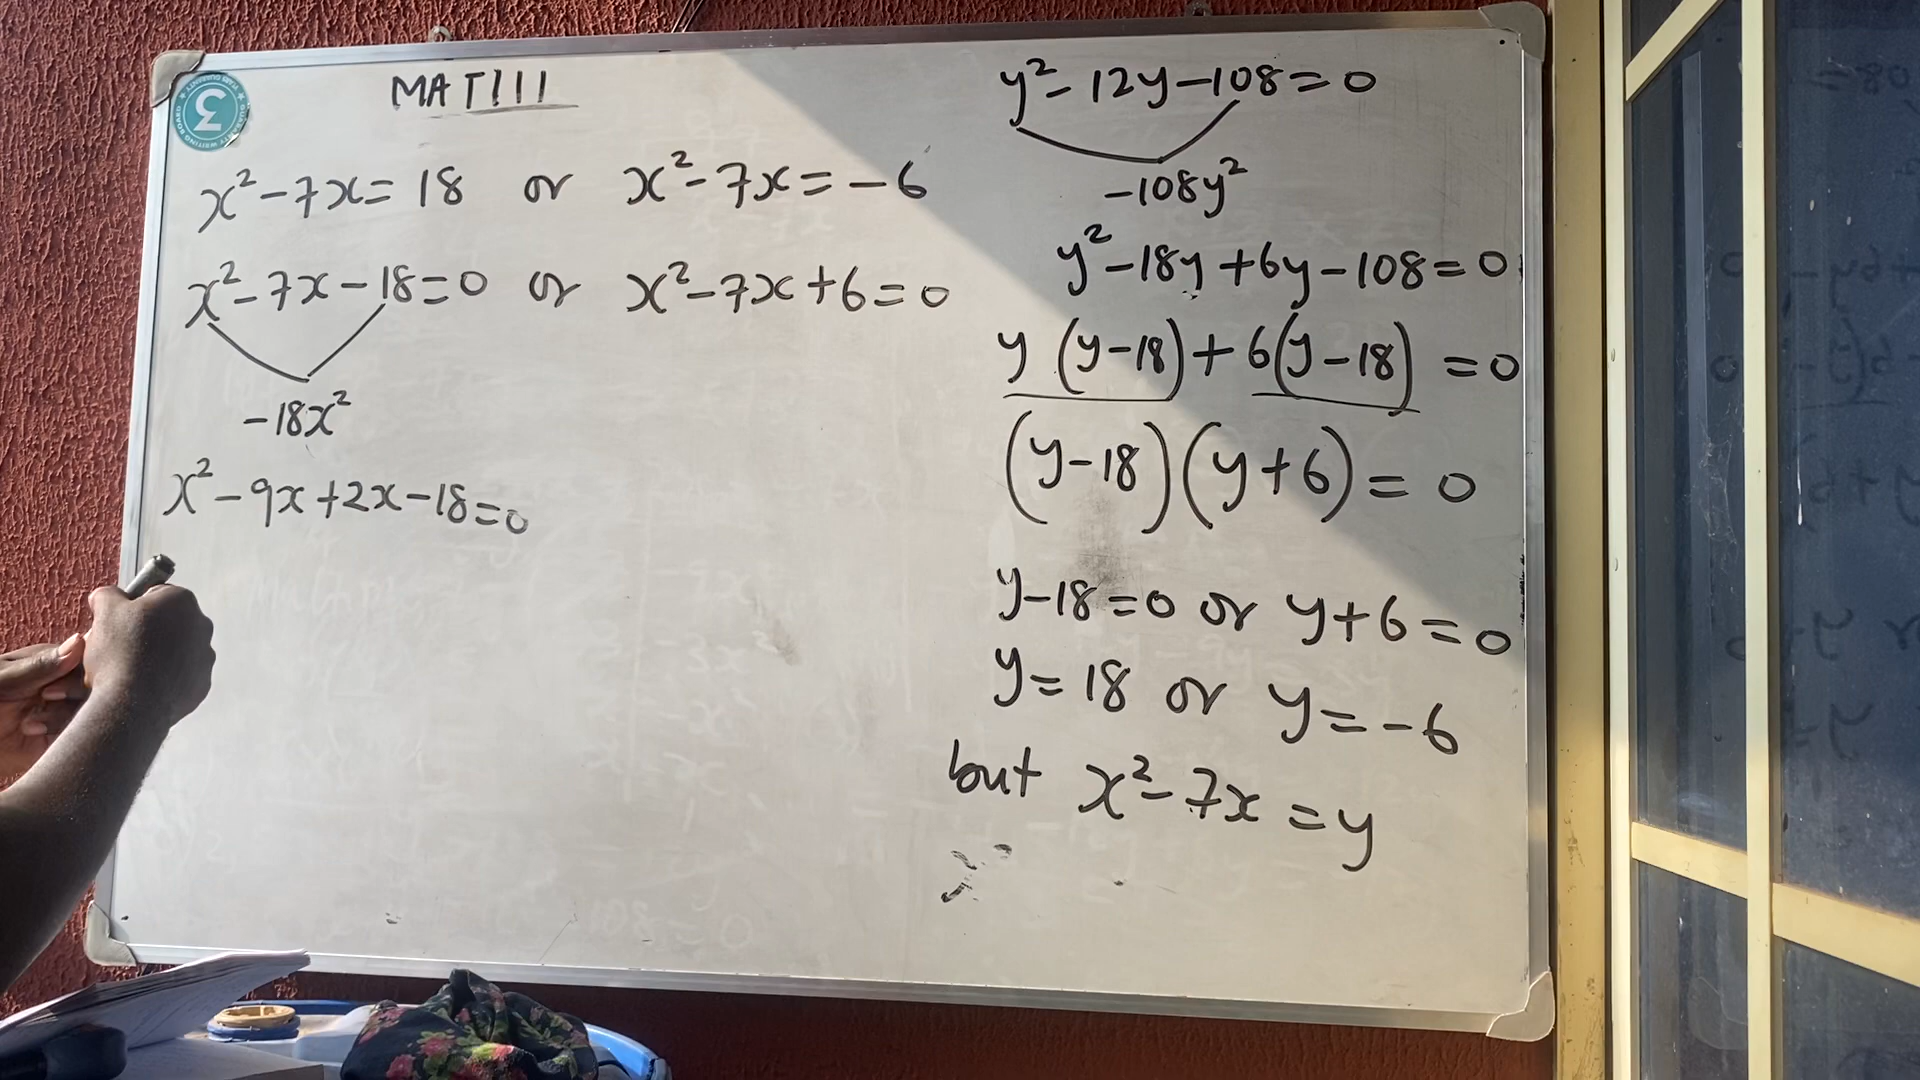 MAT111
x² - 7x = 18 or x² - 7x = -6
x² - 7x - 18 = 0 or x² - 7x + 6 = 0
-18x²
x² - 9x + 2x - 18 = 0
y² - 12y - 108 = 0
-108y²
y² - 18y + 6y - 108 = 0
y (y - 18) + 6(y - 18) = 0
(y - 18) (y + 6) = 0
y - 18 = 0 or y + 6 = 0
y = 18 or y = -6
but x² - 7x = y